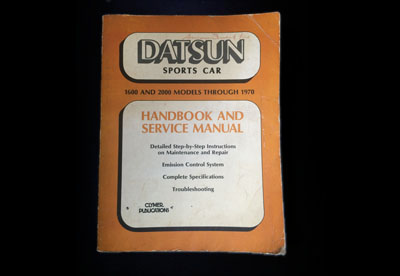 DATSUN
SPORTS CAR
1600 AND 2000 MODELS THROUGH 1970
HANDBOOK AND
SERVICE MANUAL
Detailed Step-by-Step Instructions
on Maintenance and Repair
Emission Control System
Complete Specifications
Troubleshooting
CLYMER
PUBLICATIONS